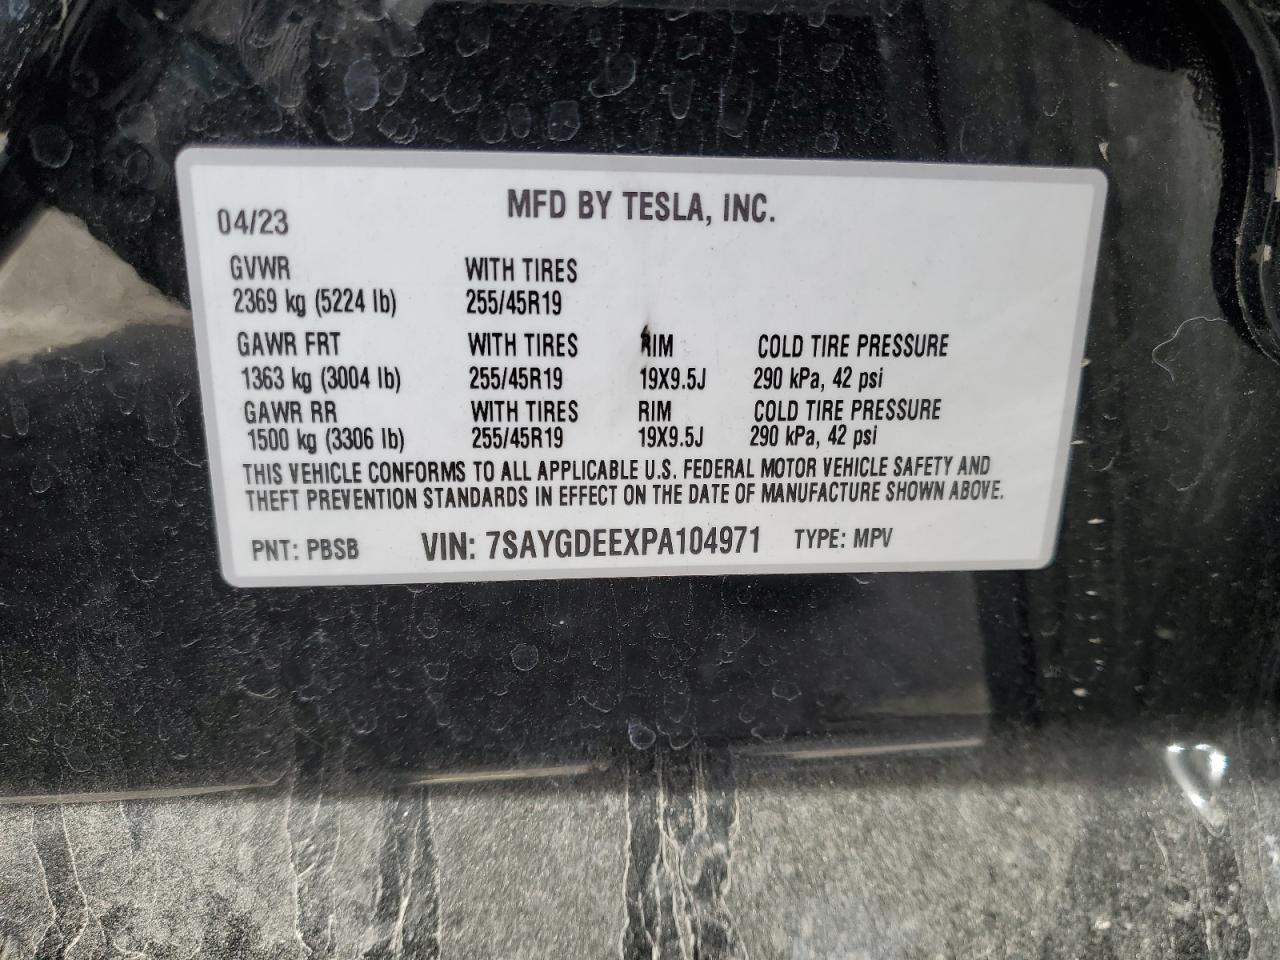 MFD BY TESLA, INC.
04/23
GVWR WITH TIRES
2369 kg (5224 lb) 255/45R19
GAWR FRT WITH TIRES RIM COLD TIRE PRESSURE
1363 kg (3004 lb) 255/45R19 19X9.5J 290 kPa, 42 psi
GAWR RR WITH TIRES RIM COLD TIRE PRESSURE
1500 kg (3306 lb) 255/45R19 19X9.5J 290 kPa, 42 psi
THIS VEHICLE CONFORMS TO ALL APPLICABLE U.S. FEDERAL MOTOR VEHICLE SAFETY AND
THEFT PREVENTION STANDARDS IN EFFECT ON THE DATE OF MANUFACTURE SHOWN ABOVE.
PNT: PBSB VIN: 7SAYGDEEXPA104971 TYPE: MPV